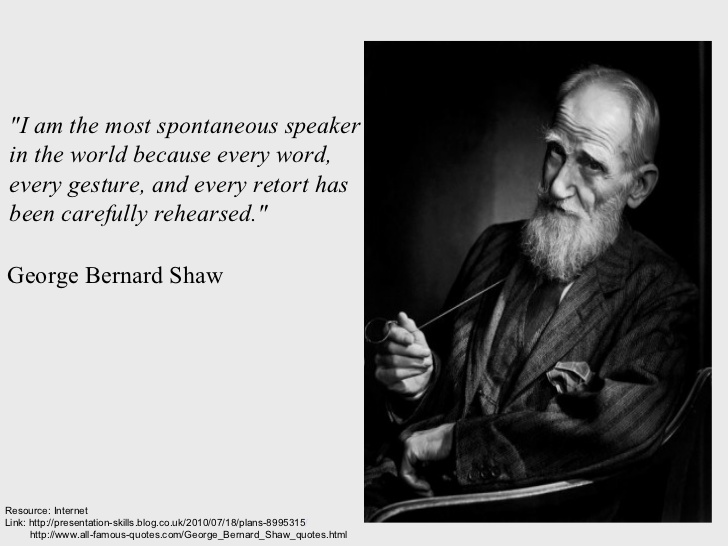 "I am the most spontaneous speaker
in the world because every word,
every gesture, and every retort has
been carefully rehearsed."
George Bernard Shaw
Resource: Internet
Link: http://presentation-skills.blog.co.uk/2010/07/18/plans-8995315
http://www.all-famous-quotes.com/George_Bernard_Shaw_quotes.html